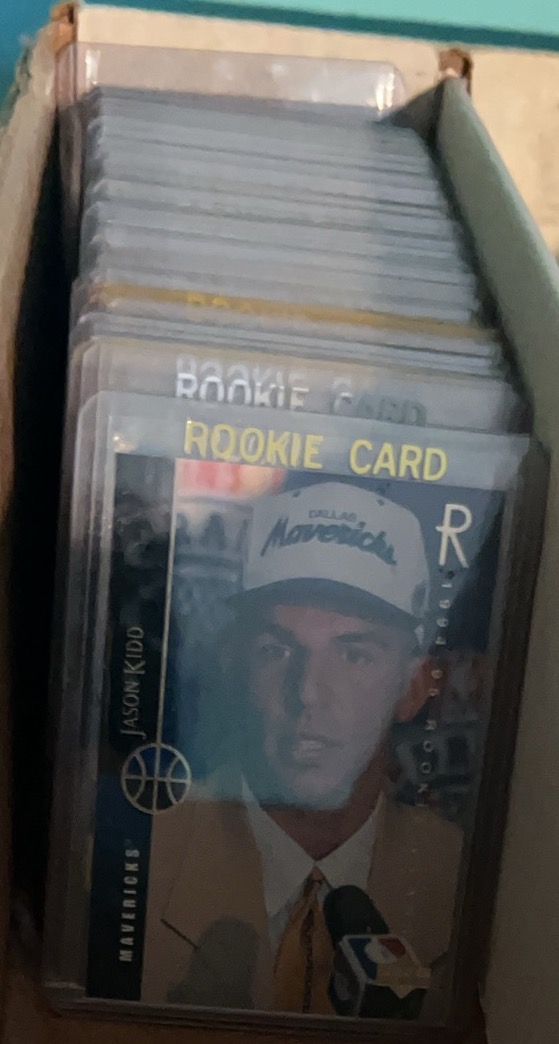 ROOKIE CARD
ROOKIE CARD
R
DALLAS
Mavericks
JASON KIDD
MAVERICKS